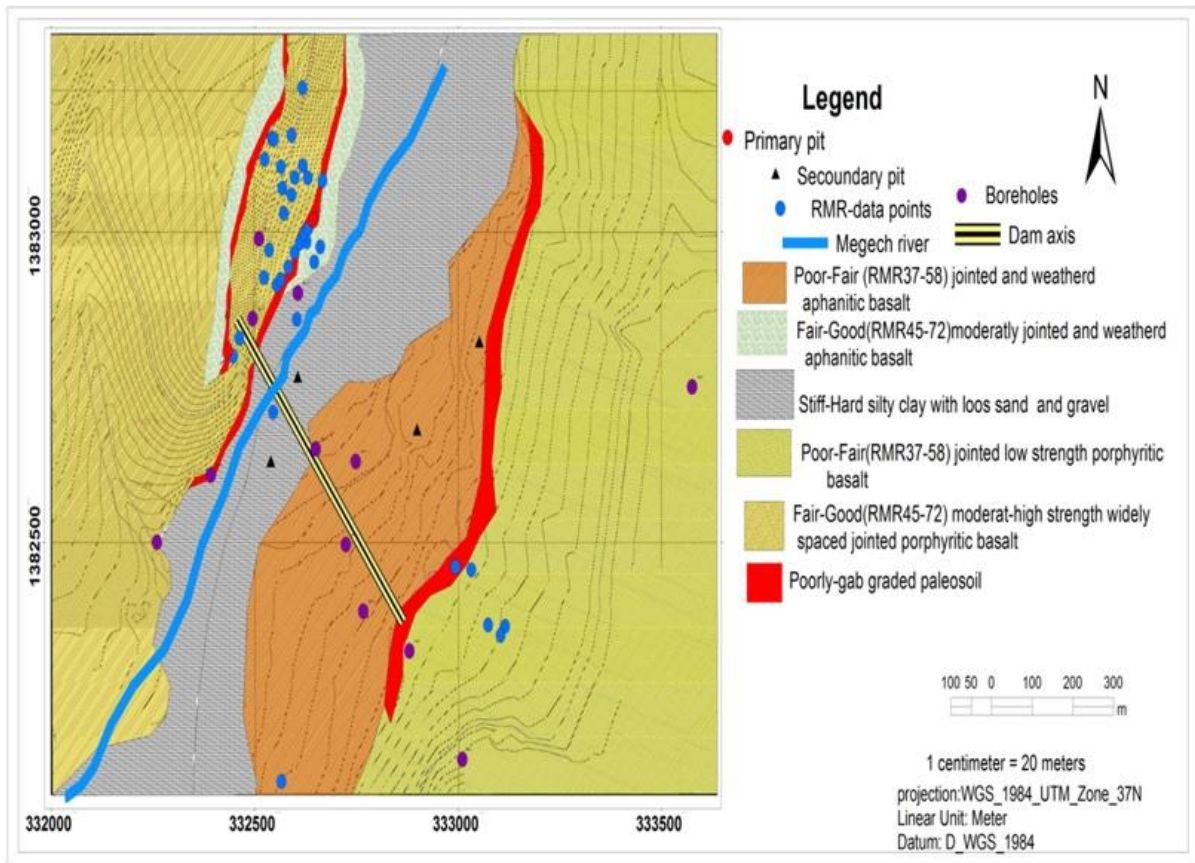 Legend
N
Primary pit
Secoundary pit
Boreholes
RMR-data points
Megech river
Dam axis
Poor-Fair (RMR37-58) jointed and weatherd
aphanitic basalt
Fair-Good(RMR45-72)moderatly jointed and weatherd
aphanitic basalt
Stiff-Hard silty clay with loos sand and gravel
Poor-Fair(RMR37-58) jointed low strength porphyritic
basalt
Fair-Good(RMR45-72) moderat-high strength widely
spaced jointed porphyritic basalt
Poorly-gab graded paleosoil
100 50 0 100 200 300
m
1 centimeter = 20 meters
projection:WGS_1984_UTM_Zone_37N
Linear Unit: Meter
Datum: D_WGS_1984
1383000
1382500
332000 332500 333000 333500